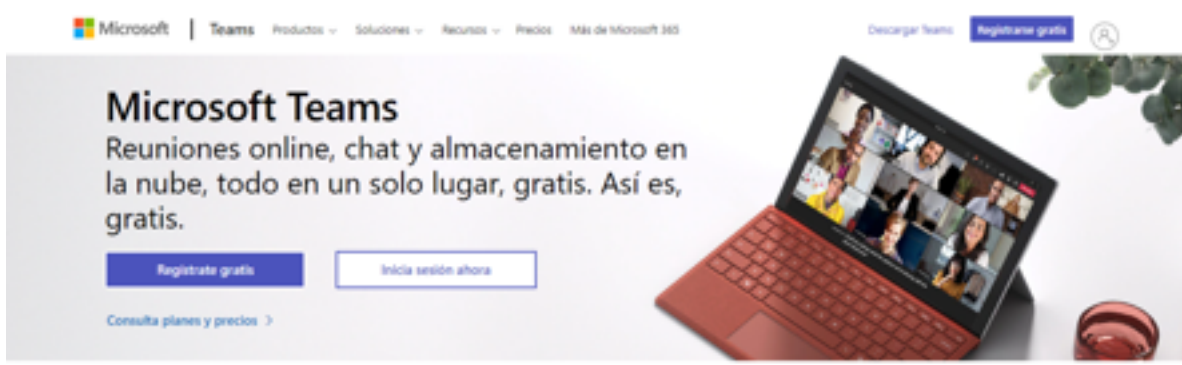 Microsoft | Teams Productos Soluciones Recursos Precios Más de Microsoft 365 Descargar Teams Registrarse gratis
Microsoft Teams
Reuniones online, chat y almacenamiento en
la nube, todo en un solo lugar, gratis. Así es,
gratis.
Regístrate gratis Inicia sesión ahora
Consulta planes y precios >